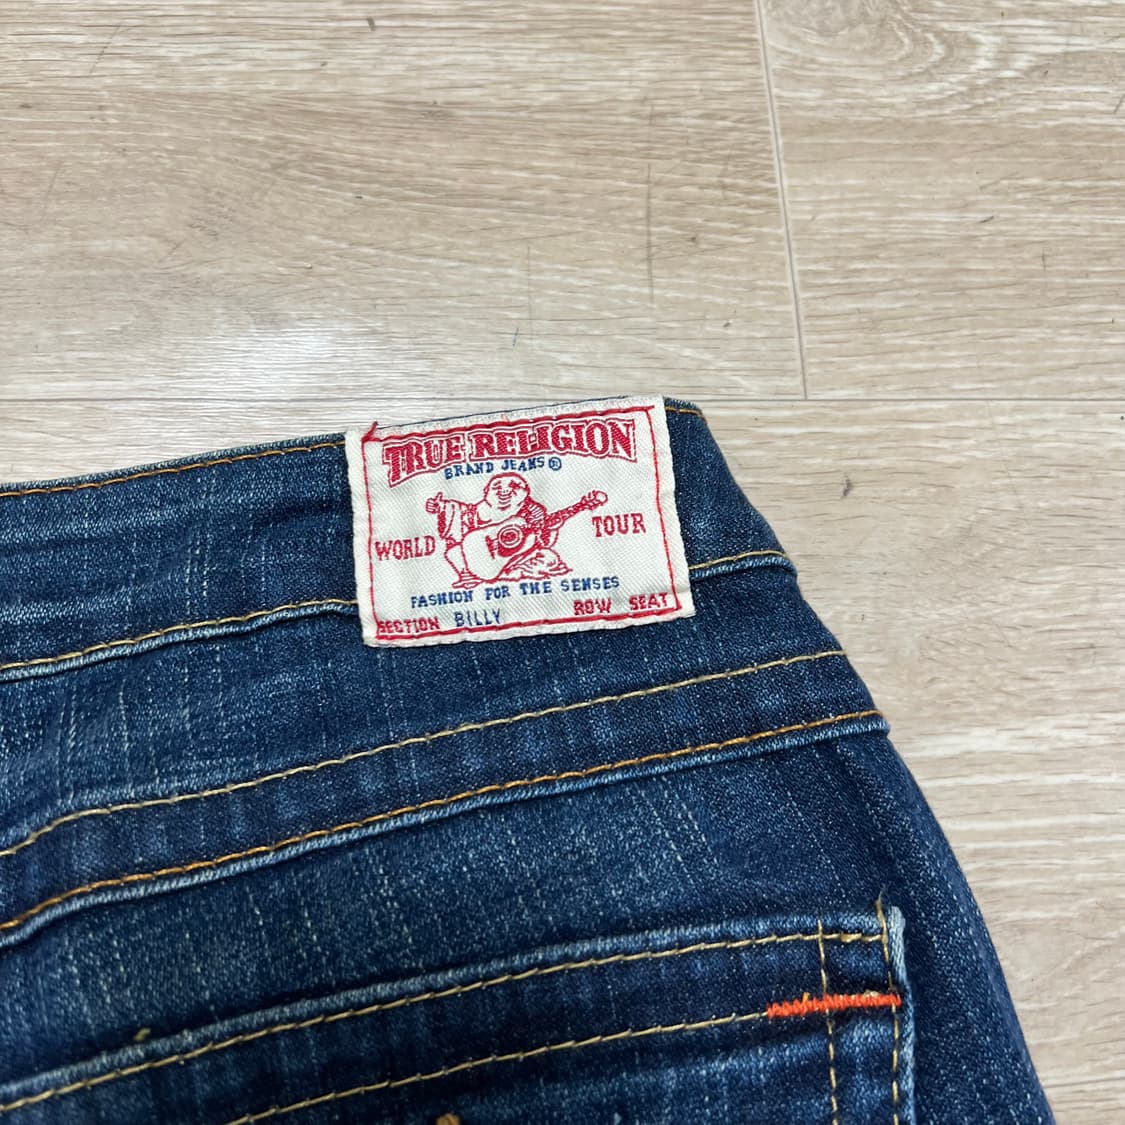 TRUE RELIGION
BRAND JEANS®
WORLD TOUR
FASHION FOR THE SENSES
SECTION BILLY ROW SEAT